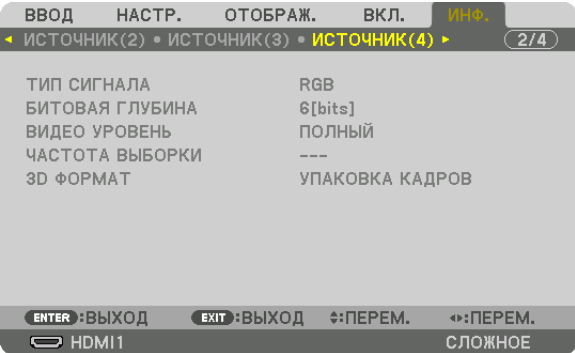 ВВОД НАСТР. ОТОБРАЖ. ВКЛ. ИНФ.
ИСТОЧНИК(2) • ИСТОЧНИК(3) • ИСТОЧНИК(4) 2/4
ТИП СИГНАЛА RGB
БИТОВАЯ ГЛУБИНА 6[bits]
ВИДЕО УРОВЕНЬ ПОЛНЫЙ
ЧАСТОТА ВЫБОРКИ ---
3D ФОРМАТ УПАКОВКА КАДРОВ
ENTER :ВЫХОД EXIT :ВЫХОД :ПЕРЕМ. :ПЕРЕМ.
HDMI1 СЛОЖНОЕ